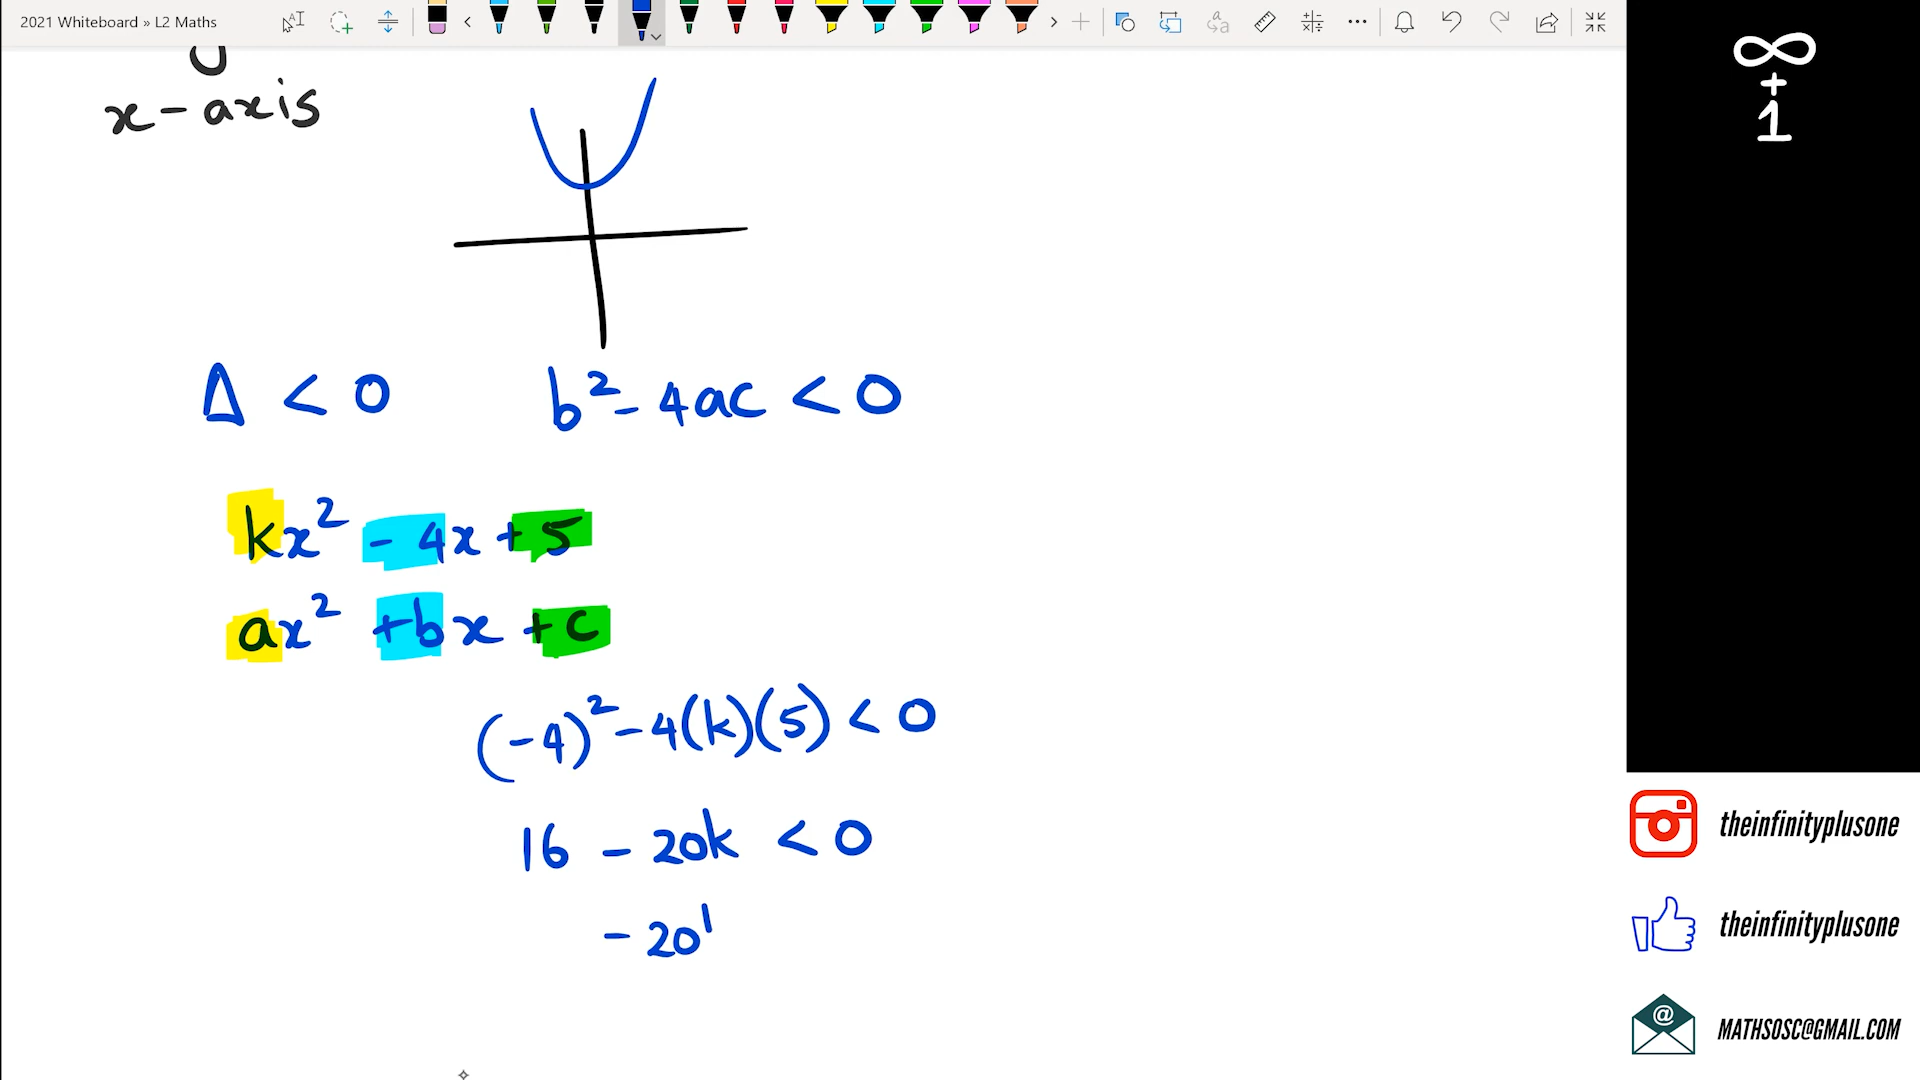 2021 Whiteboard » L2 Maths
x - axis
Δ < 0
b² - 4ac < 0
kx² - 4x + 5
ax² + bx + c
(-4)² - 4(k)(5) < 0
16 - 20k < 0
- 20
∞
+
1
theinfinityplusone
theinfinityplusone
@
MATHSOSC@GMAIL.COM